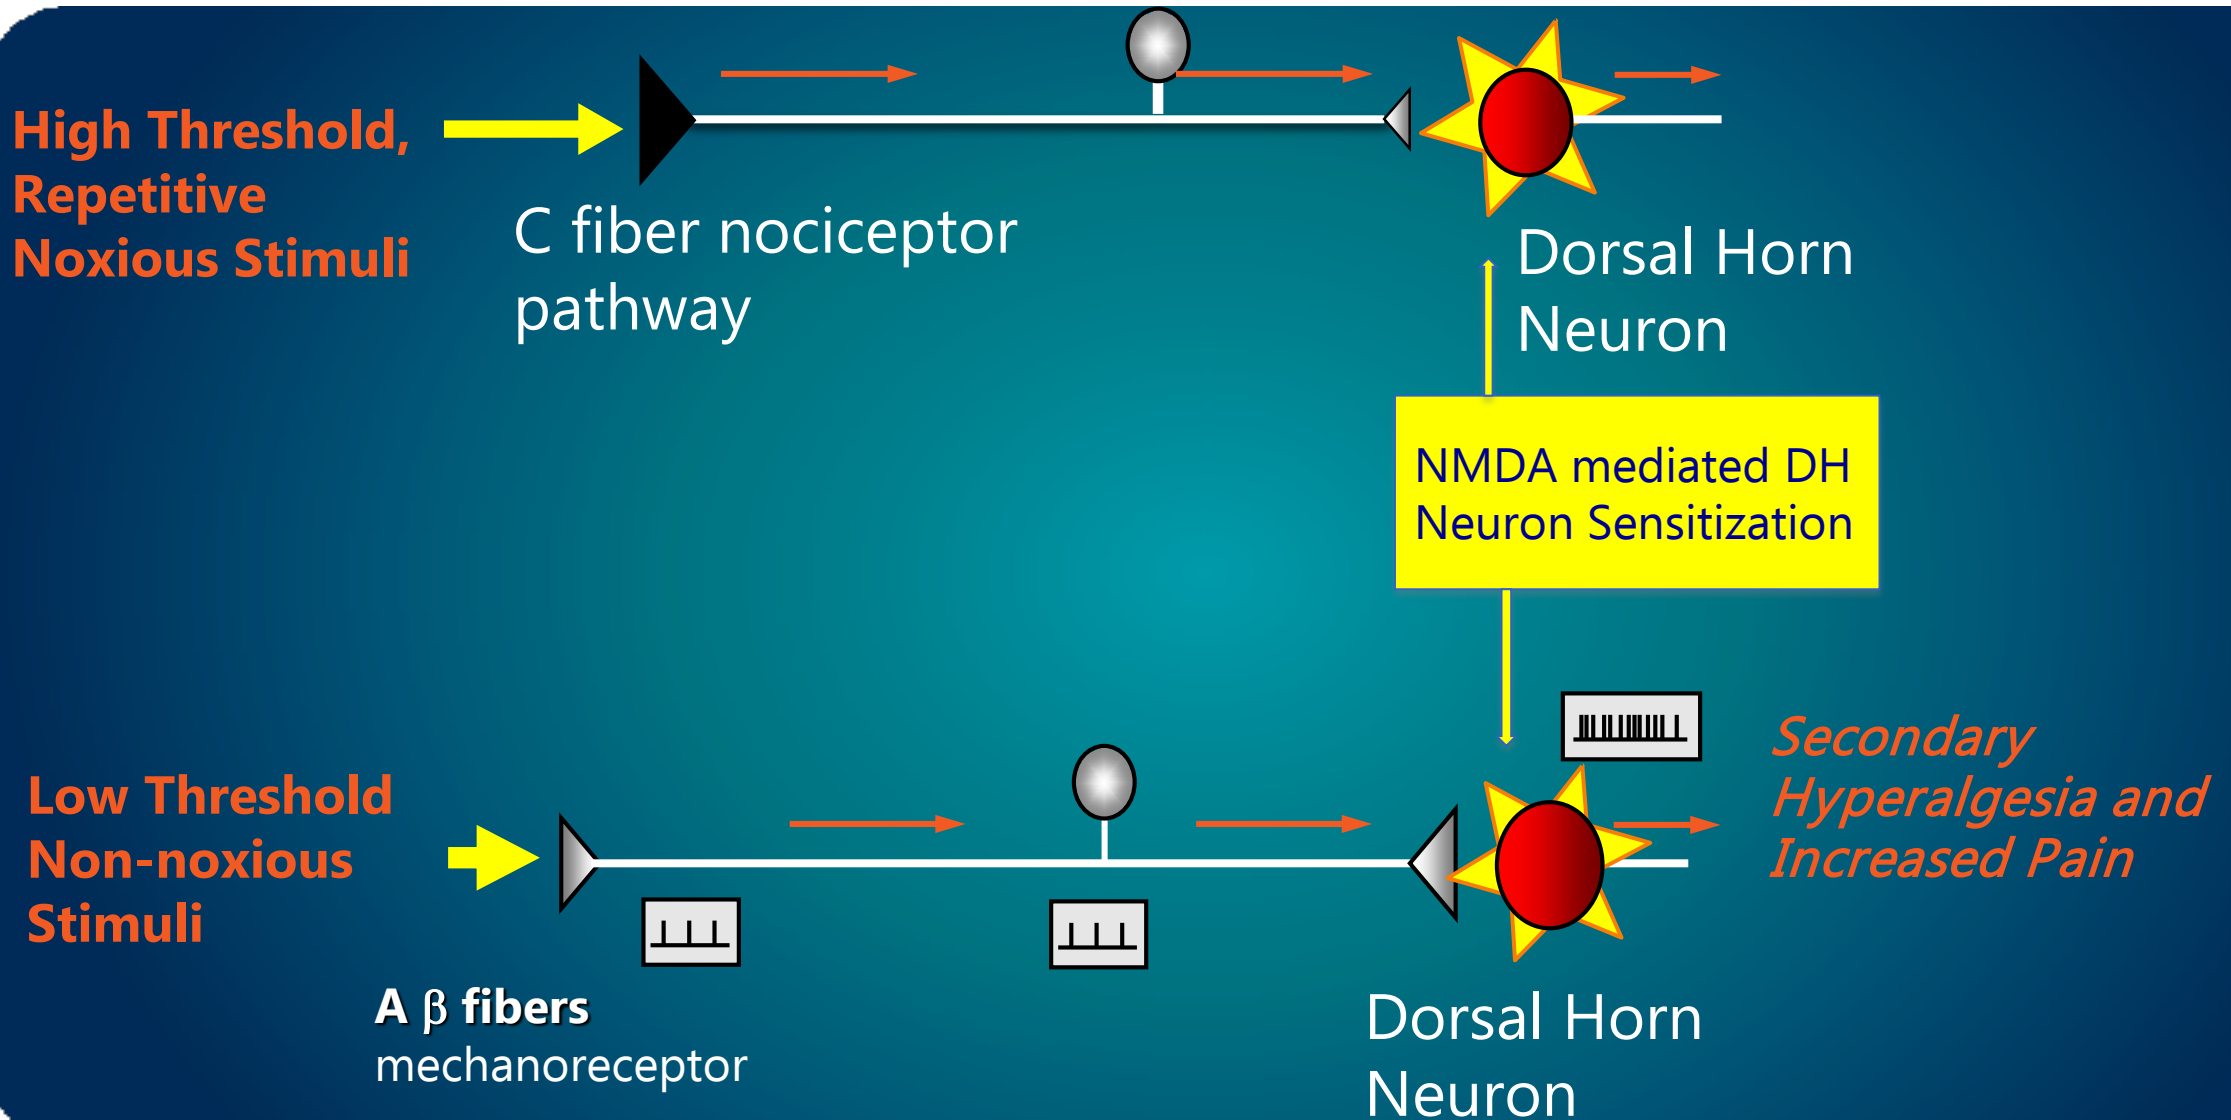 High Threshold,
Repetitive
Noxious Stimuli
C fiber nociceptor
pathway
Dorsal Horn
Neuron
NMDA mediated DH
Neuron Sensitization
Secondary
Hyperalgesia and
Increased Pain
Low Threshold
Non-noxious
Stimuli
A β fibers
mechanoreceptor
Dorsal Horn
Neuron